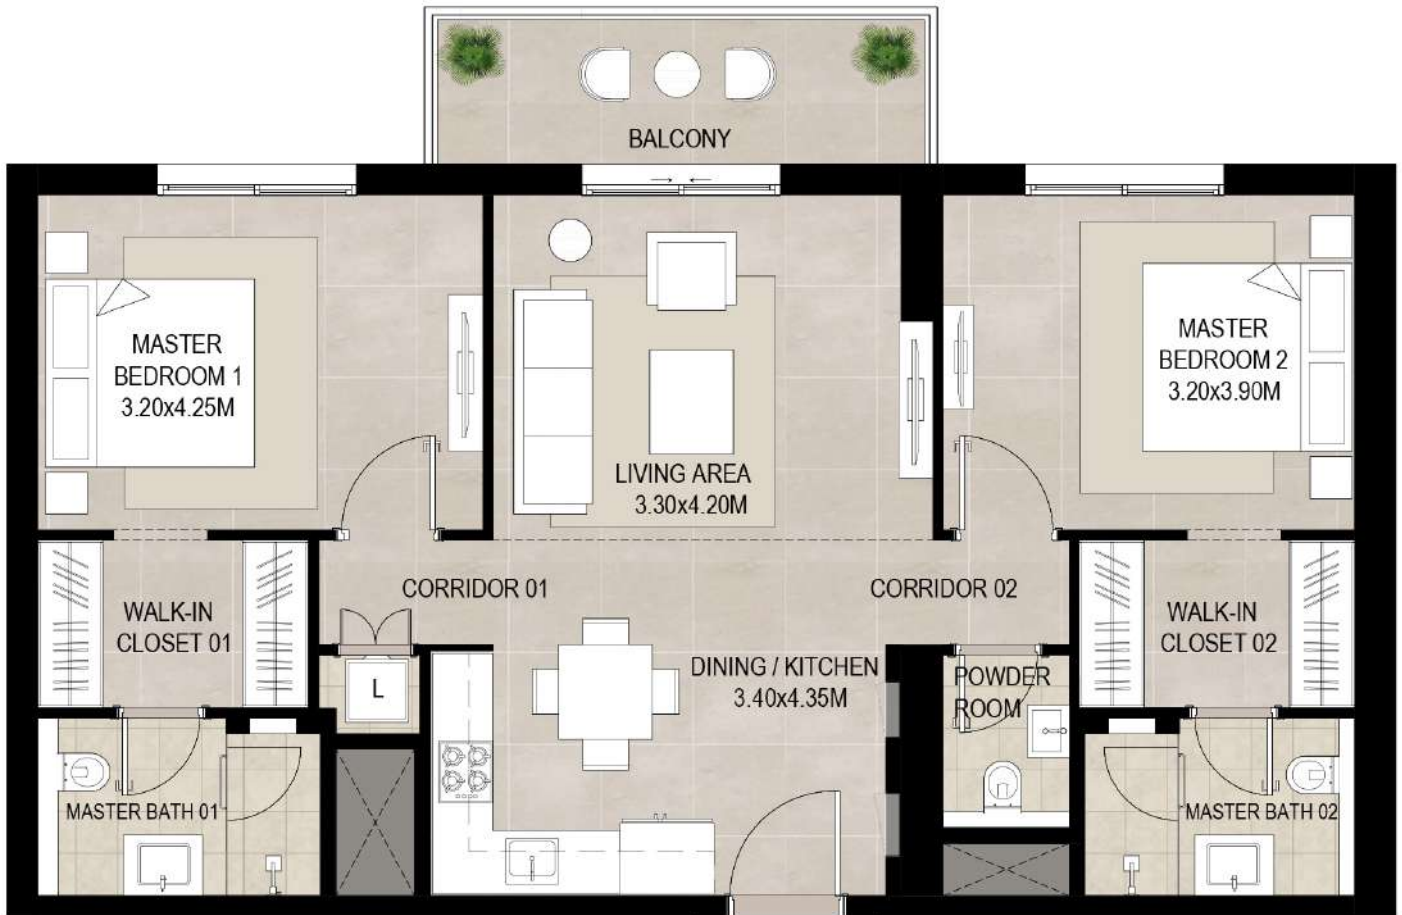 BALCONY
MASTER
BEDROOM 1
3.20x4.25M
LIVING AREA
3.30x4.20M
MASTER
BEDROOM 2
3.20x3.90M
CORRIDOR 01
CORRIDOR 02
WALK-IN
CLOSET 01
WALK-IN
CLOSET 02
L
DINING / KITCHEN
3.40x4.35M
POWDER
ROOM
MASTER BATH 01
MASTER BATH 02